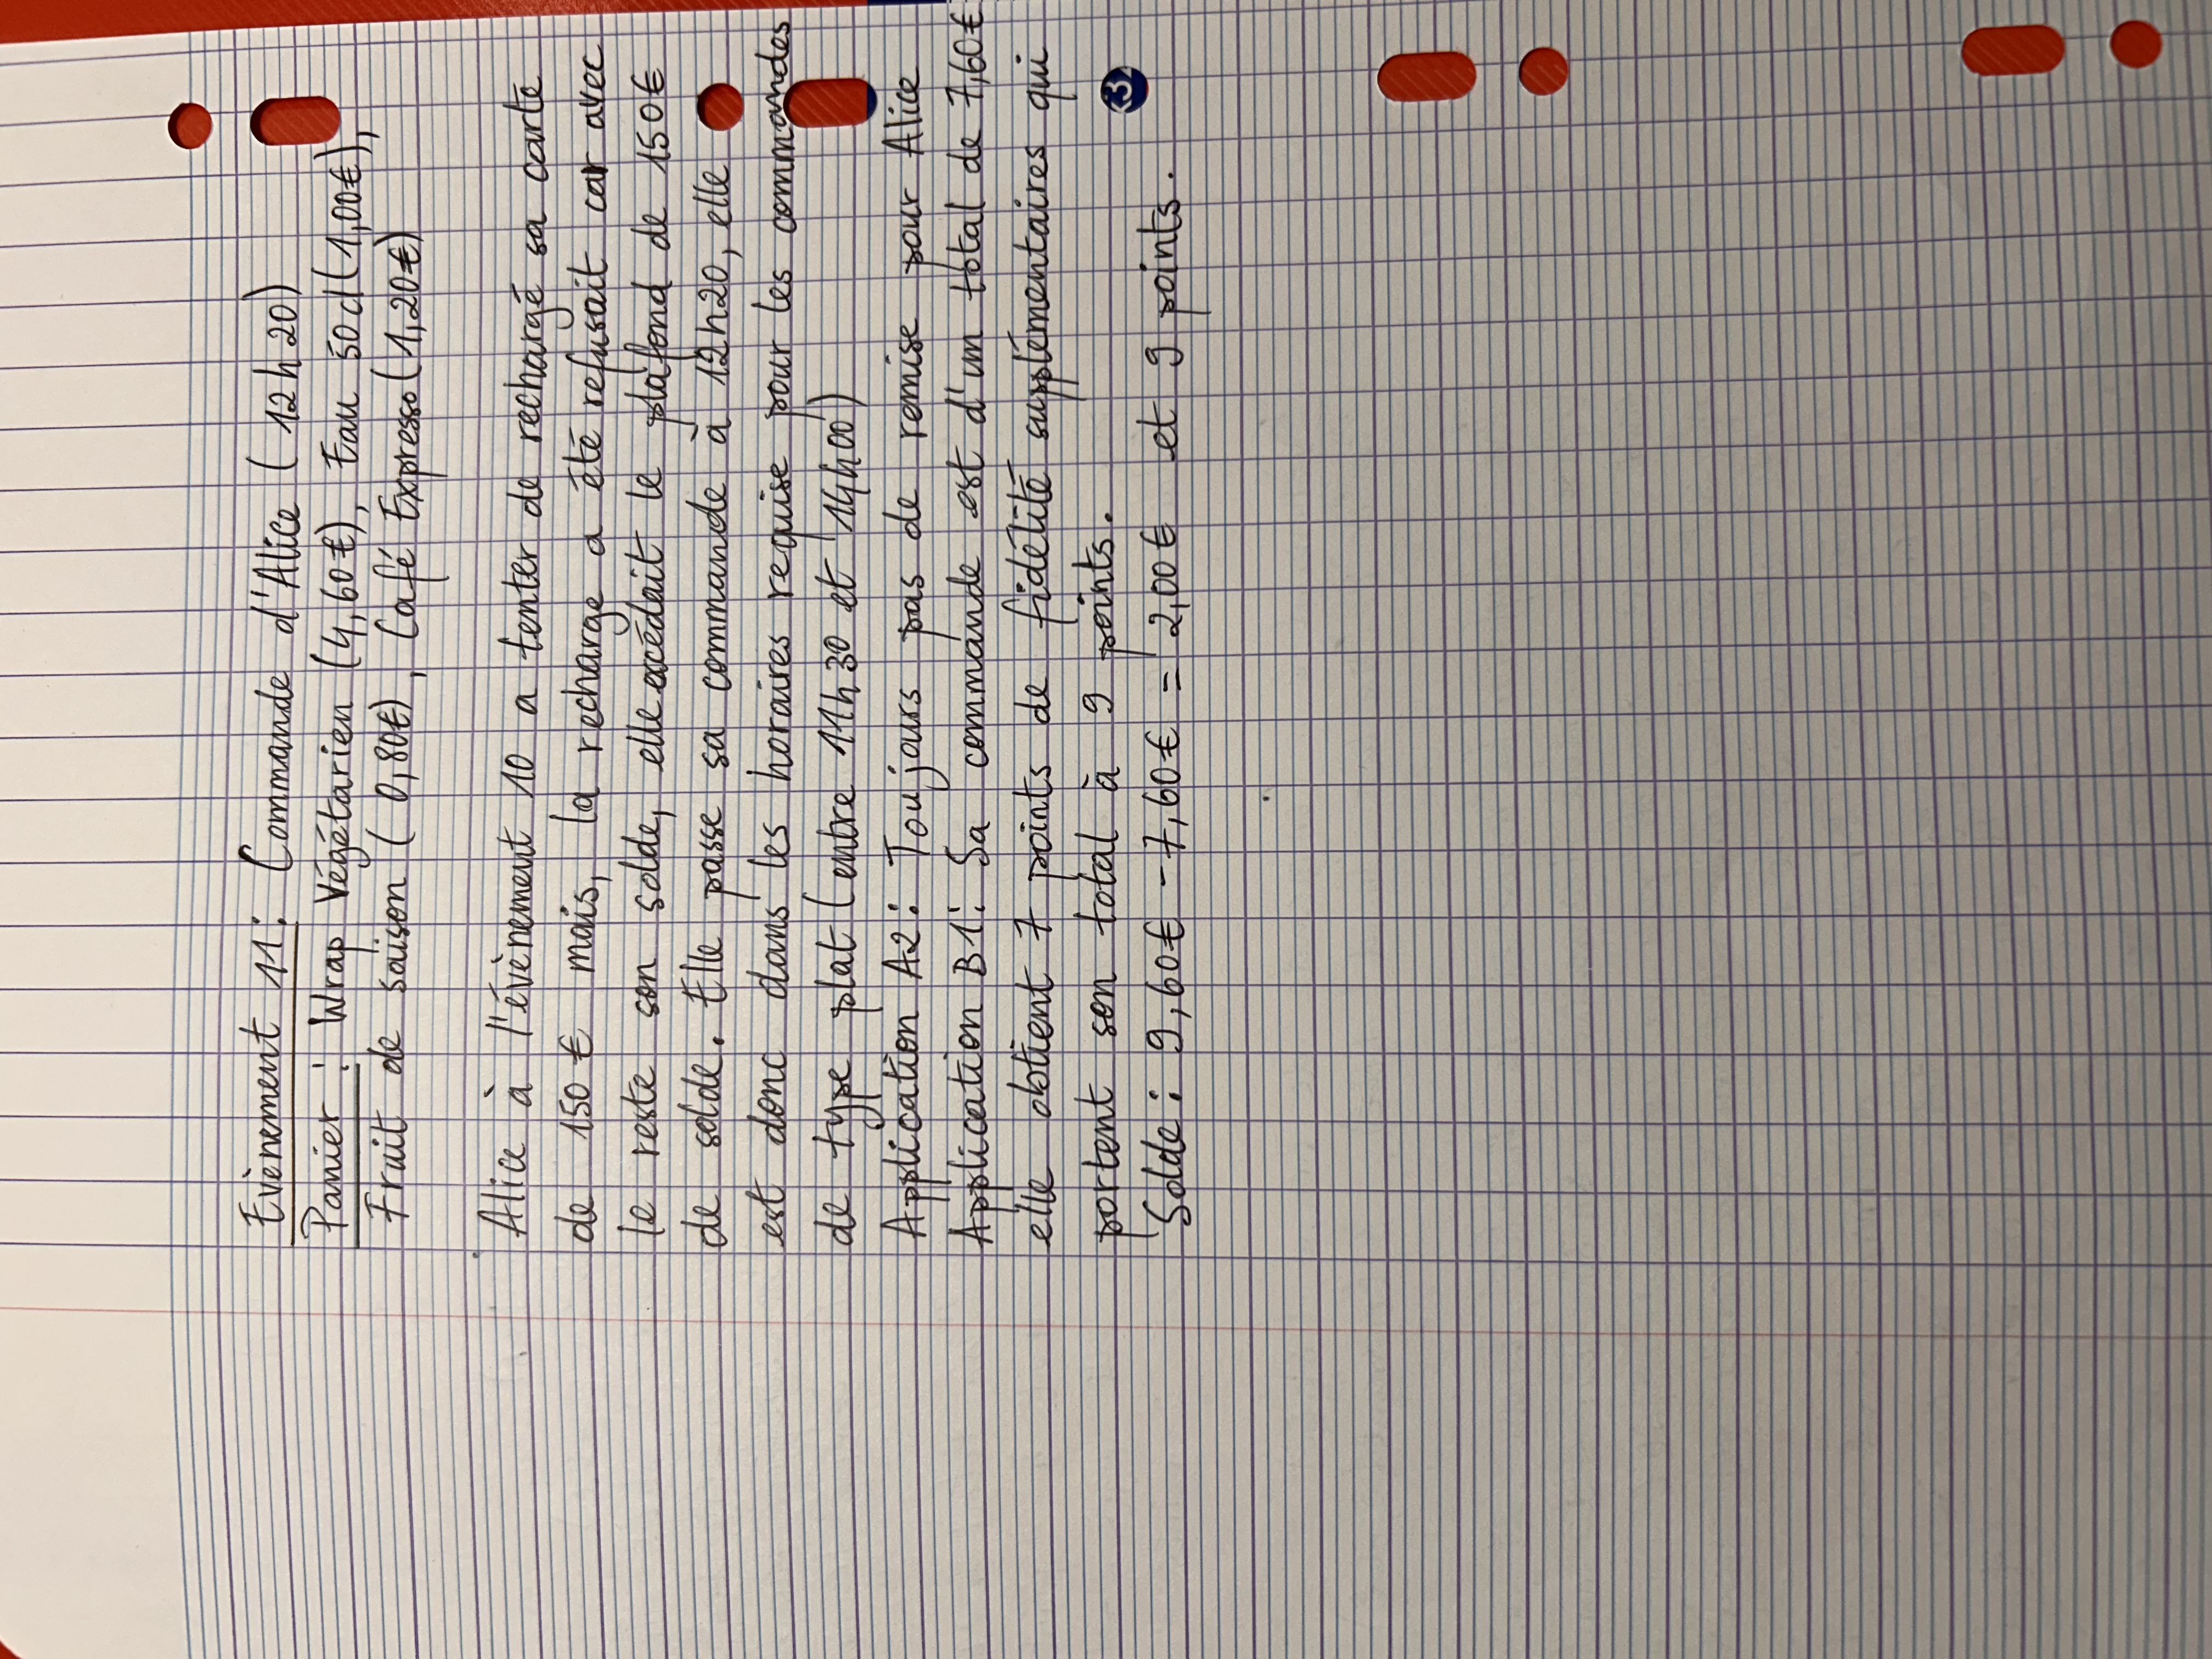 Evènement 11: Commande d'Alice (12h20)
Panier : Wrap Végétarien (4,60€), Eau 50cl (1,00€),
Fruit de saison (0,80€), Café Expresso (1,20€)
Alice à l'évènement 10 a tenter de rechargé sa carte
de 150 € mais, la recharge a été refusait car avec
le reste son solde, elle excédait le plafond de 150€
de solde. Elle passe sa commande à 12h20, elle
est donc dans les horaires requise pour les commandes
de type plat (entre 11h30 et 14h00)
Application A2: Toujours pas de remise pour Alice
Application B1: Sa commande est d'un total de 7,60€
elle obtient 7 points de fidélité supplémentaires qui
portent son total à 9 points.
Solde : 9,60€ - 7,60€ = 2,00€ et 9 points.
3